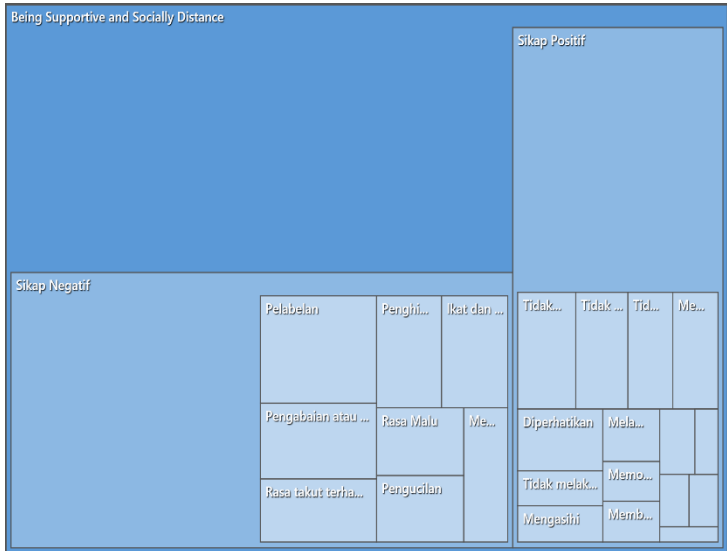 Being Supportive and Socially Distance
Sikap Positif
Sikap Negatif
Pelabelan
Penghi...
Ikat dan ...
Pengabaian atau ...
Rasa Malu
Me...
Rasa takut terha...
Pengucilan
Tidak...
Tidak ...
Tid...
Me...
Diperhatikan
Mela...
Tidak melak...
Memo...
Mengasihi
Memb...